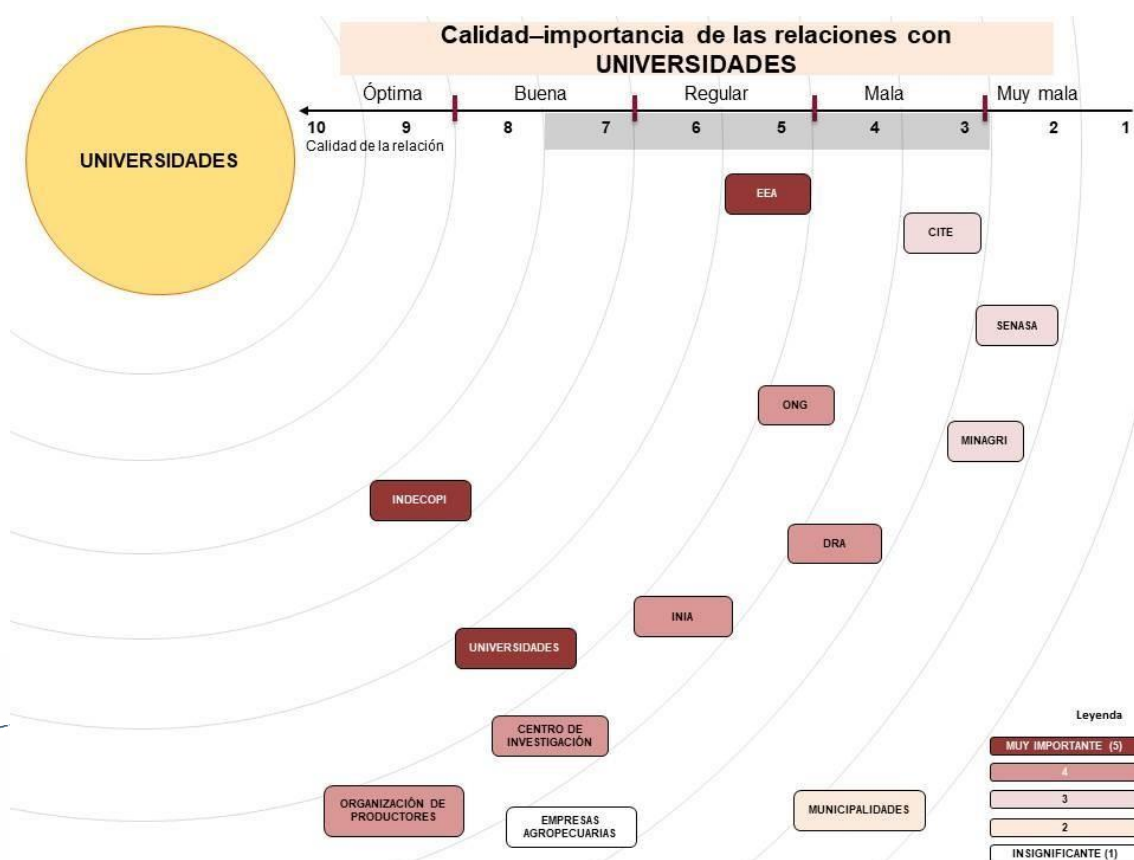 Calidad–importancia de las relaciones con
UNIVERSIDADES
Óptima Buena Regular Mala Muy mala
10 9 8 7 6 5 4 3 2 1
Calidad de la relación
UNIVERSIDADES
EEA
CITE
SENASA
ONG
MINAGRI
INDECOPI
DRA
INIA
UNIVERSIDADES
CENTRO DE
INVESTIGACIÓN
ORGANIZACIÓN DE
PRODUCTORES
EMPRESAS
AGROPECUARIAS
MUNICIPALIDADES
Leyenda
MUY IMPORTANTE (5)
4
3
2
INSIGNIFICANTE (1)